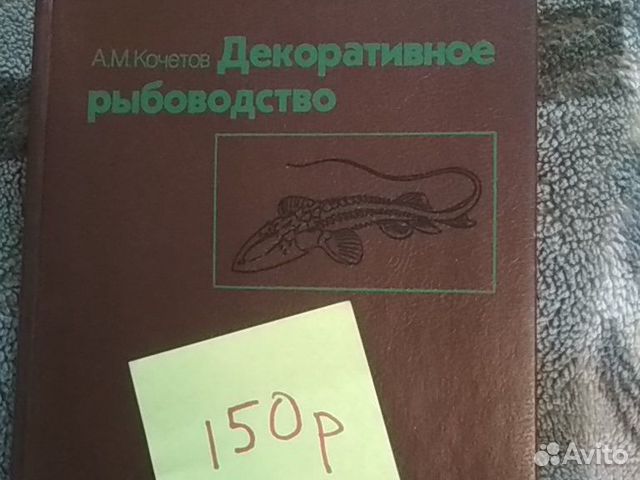 А.М.Кочетов Декоративное
рыбоводство
150р
Avito